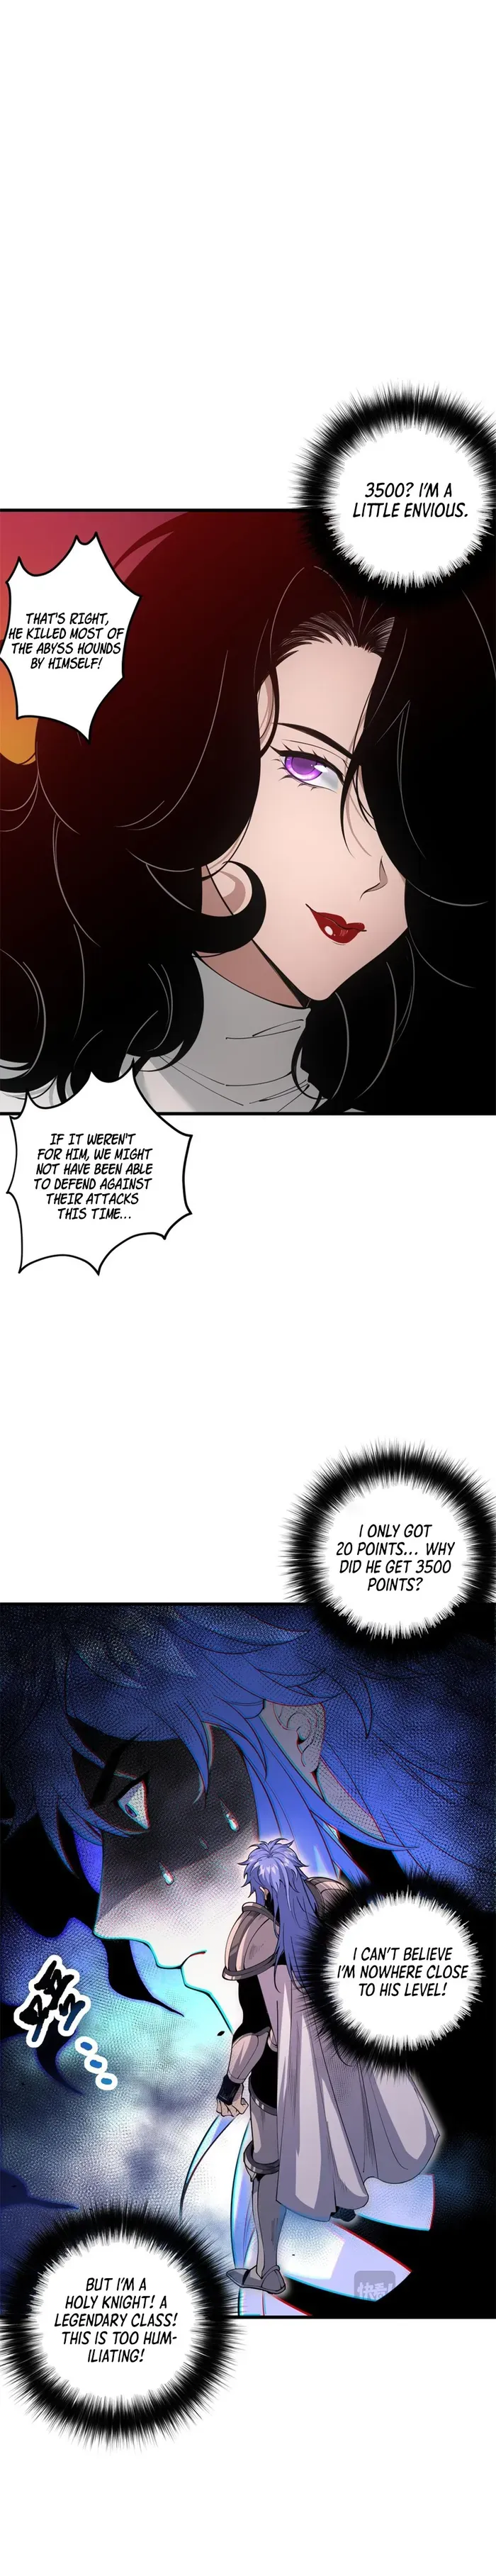 3500? I'M A
LITTLE ENVIOUS.
THAT'S RIGHT,
HE KILLED MOST OF
THE ABYSS HOUNDS
BY HIMSELF!
IF IT WEREN'T
FOR HIM, WE MIGHT
NOT HAVE BEEN ABLE
TO DEFEND AGAINST
THEIR ATTACKS
THIS TIME...
I ONLY GOT
20 POINTS... WHY
DID HE GET 3500
POINTS?
I CAN'T BELIEVE
I'M NOWHERE CLOSE
TO HIS LEVEL!
BUT I'M A
HOLY KNIGHT! A
LEGENDARY CLASS!
THIS IS TOO HUM-
ILIATING!